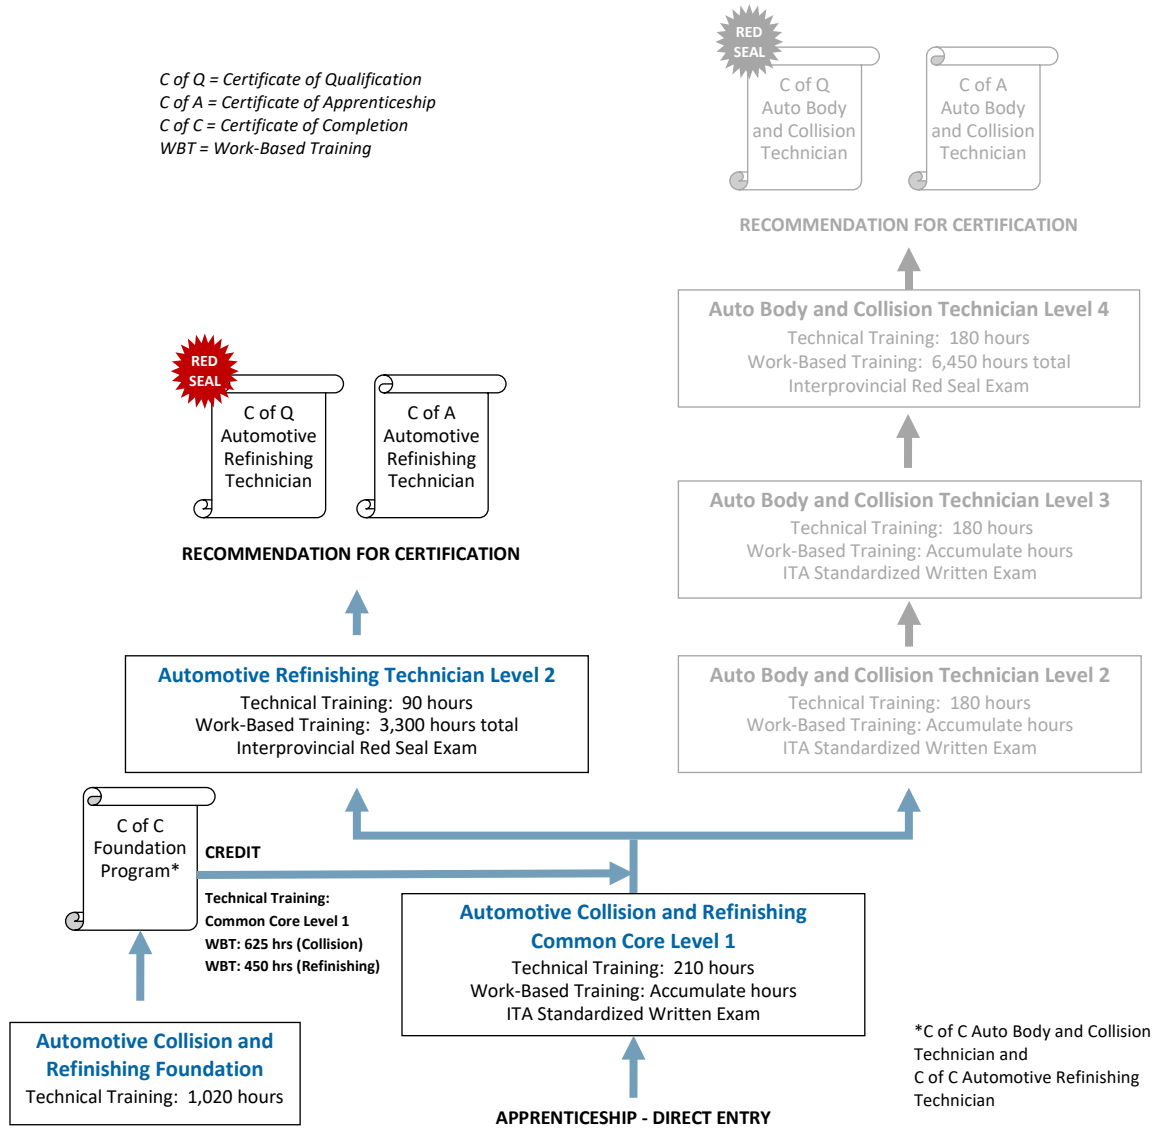 C of Q = Certificate of Qualification
C of A = Certificate of Apprenticeship
C of C = Certificate of Completion
WBT = Work-Based Training
RED
SEAL
C of Q
Auto Body
and Collision
Technician
C of A
Auto Body
and Collision
Technician
RECOMMENDATION FOR CERTIFICATION
Auto Body and Collision Technician Level 4
Technical Training:  180 hours
Work-Based Training:  6,450 hours total
Interprovincial Red Seal Exam
RED
SEAL
C of Q
Automotive
Refinishing
Technician
C of A
Automotive
Refinishing
Technician
RECOMMENDATION FOR CERTIFICATION
Auto Body and Collision Technician Level 3
Technical Training:  180 hours
Work-Based Training: Accumulate hours
ITA Standardized Written Exam
Automotive Refinishing Technician Level 2
Technical Training:  90 hours
Work-Based Training:  3,300 hours total
Interprovincial Red Seal Exam
Auto Body and Collision Technician Level 2
Technical Training:  180 hours
Work-Based Training: Accumulate hours
ITA Standardized Written Exam
C of C
Foundation
Program*
CREDIT
Technical Training:
Common Core Level 1
WBT: 625 hrs (Collision)
WBT: 450 hrs (Refinishing)
Automotive Collision and Refinishing
Common Core Level 1
Technical Training:  210 hours
Work-Based Training: Accumulate hours
ITA Standardized Written Exam
Automotive Collision and
Refinishing Foundation
Technical Training:  1,020 hours
APPRENTICESHIP - DIRECT ENTRY
*C of C Auto Body and Collision
Technician and
C of C Automotive Refinishing
Technician